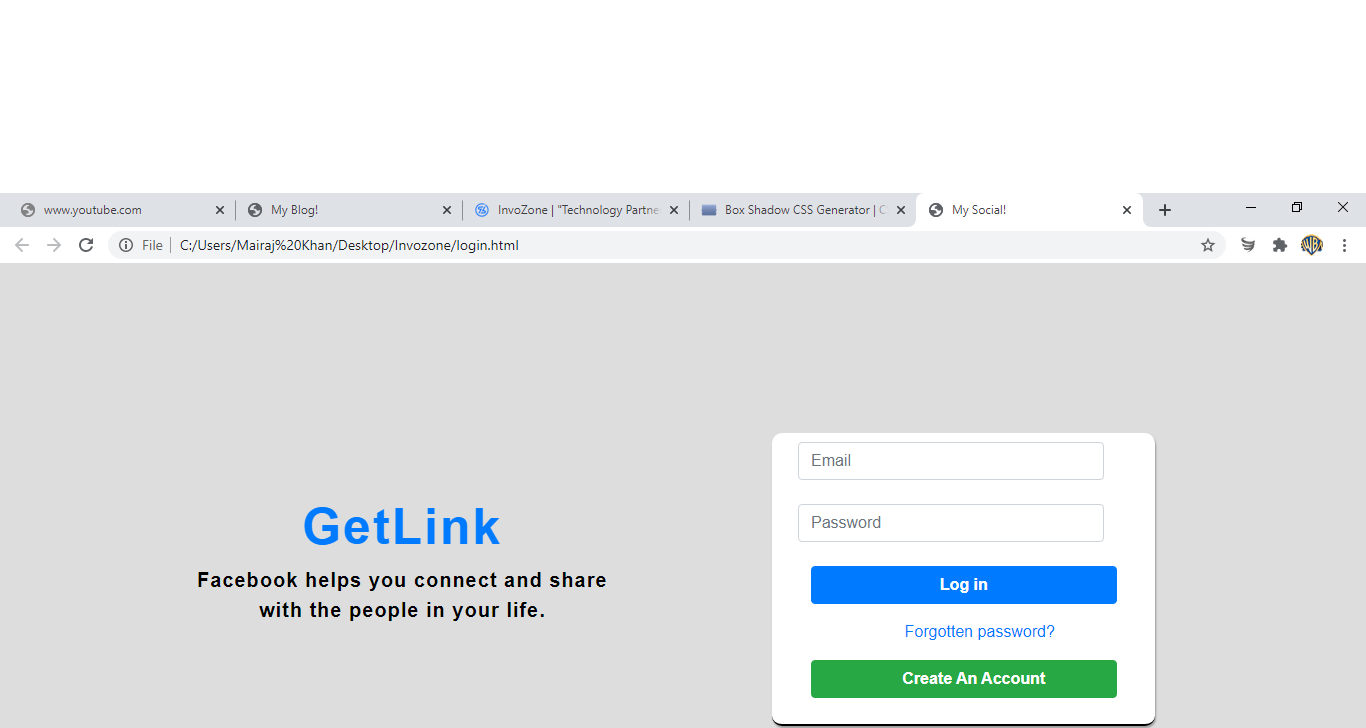 www.youtube.com
My Blog!
InvoZone | "Technology Partne
Box Shadow CSS Generator | C
My Social!
File
C:/Users/Mairaj%20Khan/Desktop/Invozone/login.html
Email
Password
GetLink
Log in
Facebook helps you connect and share
with the people in your life.
Forgotten password?
Create An Account